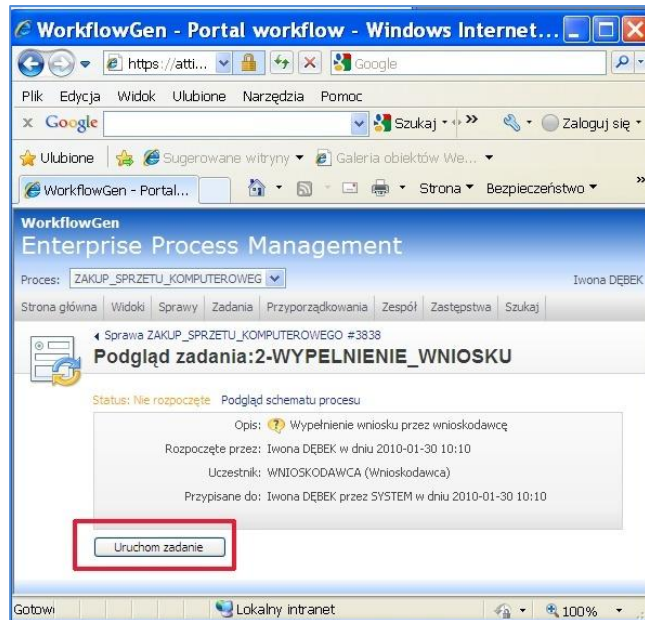 WorkflowGen - Portal workflow - Windows Internet...
https://atti...
Google
Plik Edycja Widok Ulubione Narzędzia Pomoc
x Google Szukaj » Zaloguj się
Ulubione Sugerowane witryny Galeria obiektów We...
WorkflowGen - Portal... Strona Bezpieczeństwo »
WorkflowGen
Enterprise Process Management
Proces: ZAKUP_SPRZETU_KOMPUTEROWEG Iwona DĘBEK
Strona główna Widoki Sprawy Zadania Przyporządkowania Zespół Zastępstwa Szukaj
Sprawa ZAKUP_SPRZETU_KOMPUTEROWEGO #3838
Podgląd zadania:2-WYPELNIENIE_WNIOSKU
Status: Nie rozpoczęte Podgląd schematu procesu
Opis: Wypełnienie wniosku przez wnioskodawcę
Rozpoczęte przez: Iwona DĘBEK w dniu 2010-01-30 10:10
Uczestnik: WNIOSKODAWCA (Wnioskodawca)
Przypisane do: Iwona DĘBEK przez SYSTEM w dniu 2010-01-30 10:10
Uruchom zadanie
Gotowi Lokalny intranet 100%